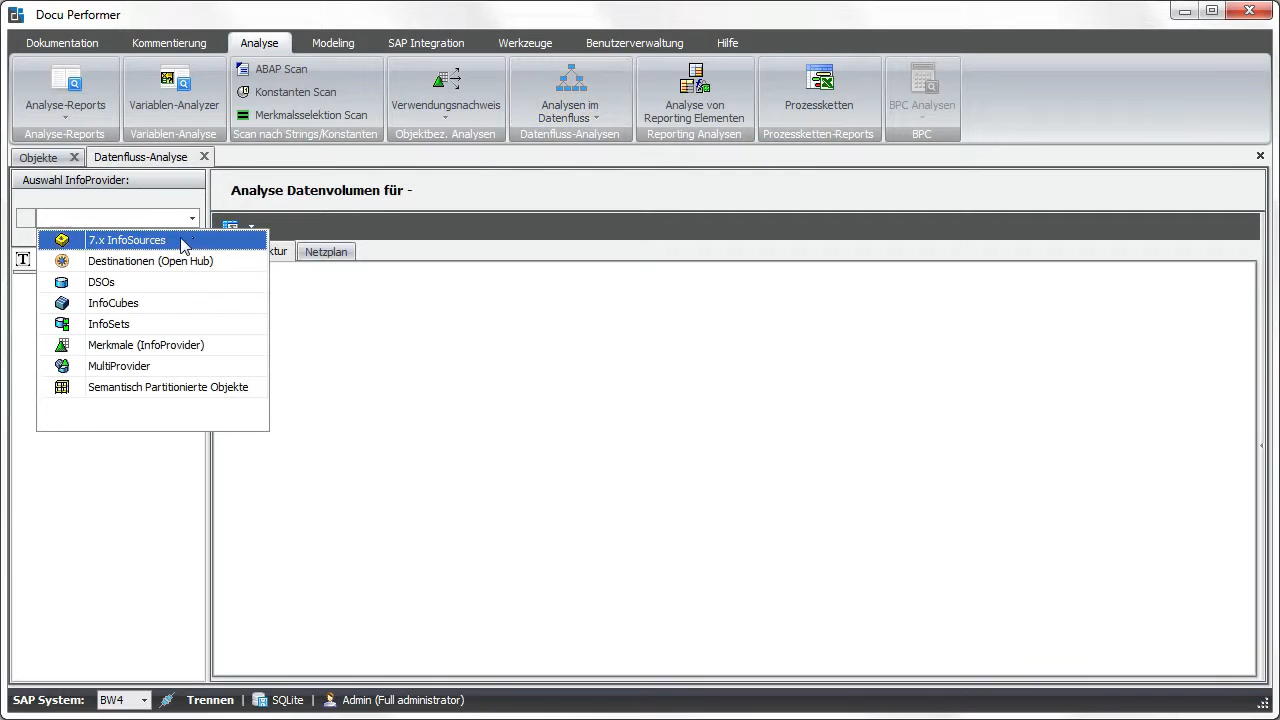 Docu Performer
Dokumentation Kommentierung Analyse Modeling SAP Integration Werkzeuge Benutzerverwaltung Hilfe
Analyse-Reports
Analyse-Reports
Variablen-Analyzer
Variablen-Analyse
ABAP Scan
Konstanten Scan
Merkmalsselektion Scan
Scan nach Strings/Konstanten
Verwendungsnachweis
Objektbez. Analysen
Analysen im
Datenfluss
Datenfluss-Analysen
Analyse von
Reporting Elementen
Reporting Analysen
Prozessketten
Prozessketten-Reports
BPC Analysen
BPC
Objekte Datenfluss-Analyse
Auswahl InfoProvider:
Analyse Datenvolumen für -
7.x InfoSources
Destinationen (Open Hub)
DSOs
InfoCubes
InfoSets
Merkmale (InfoProvider)
MultiProvider
Semantisch Partitionierte Objekte
T
ktur Netzplan
SAP System: BW4 Trennen SQLite Admin (Full administrator)